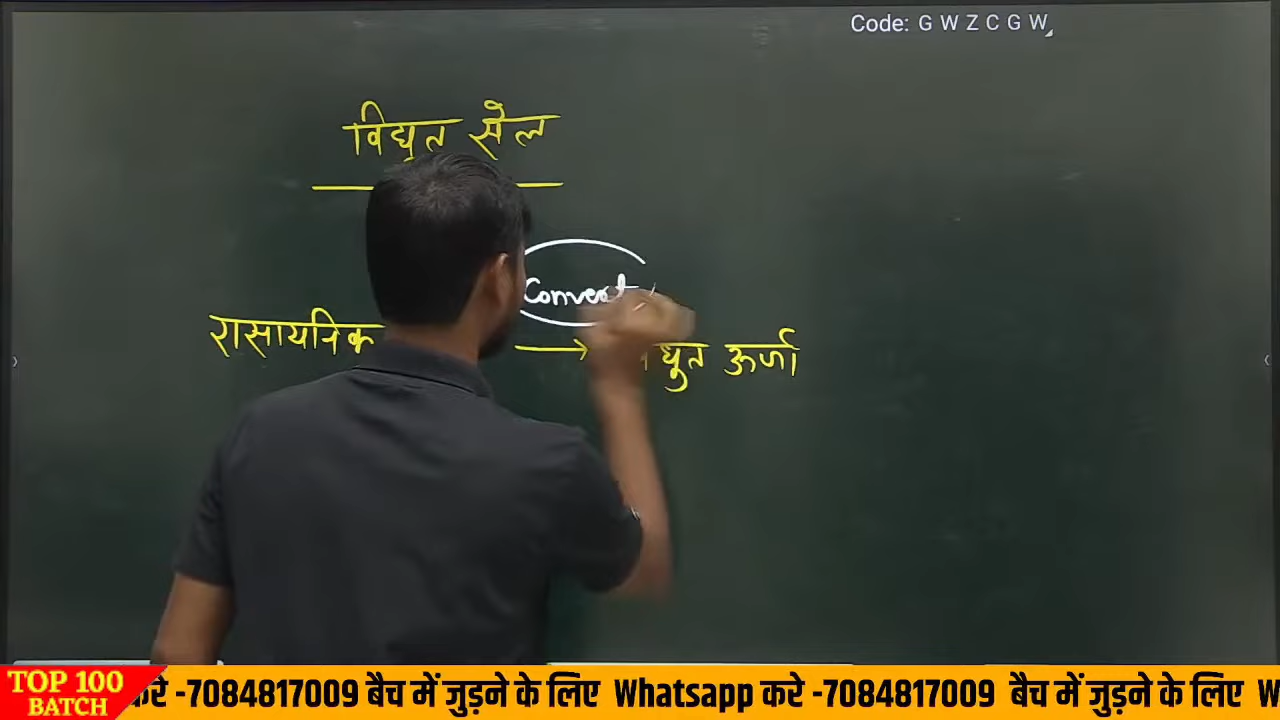 Code: G W Z C G W
विद्युत सेल
Convert
रासायनिक
ऊर्जा
TOP 100
BATCH
करे -7084817009 बैच में जुड़ने के लिए Whatsapp करे -7084817009 बैच में जुड़ने के लिए W